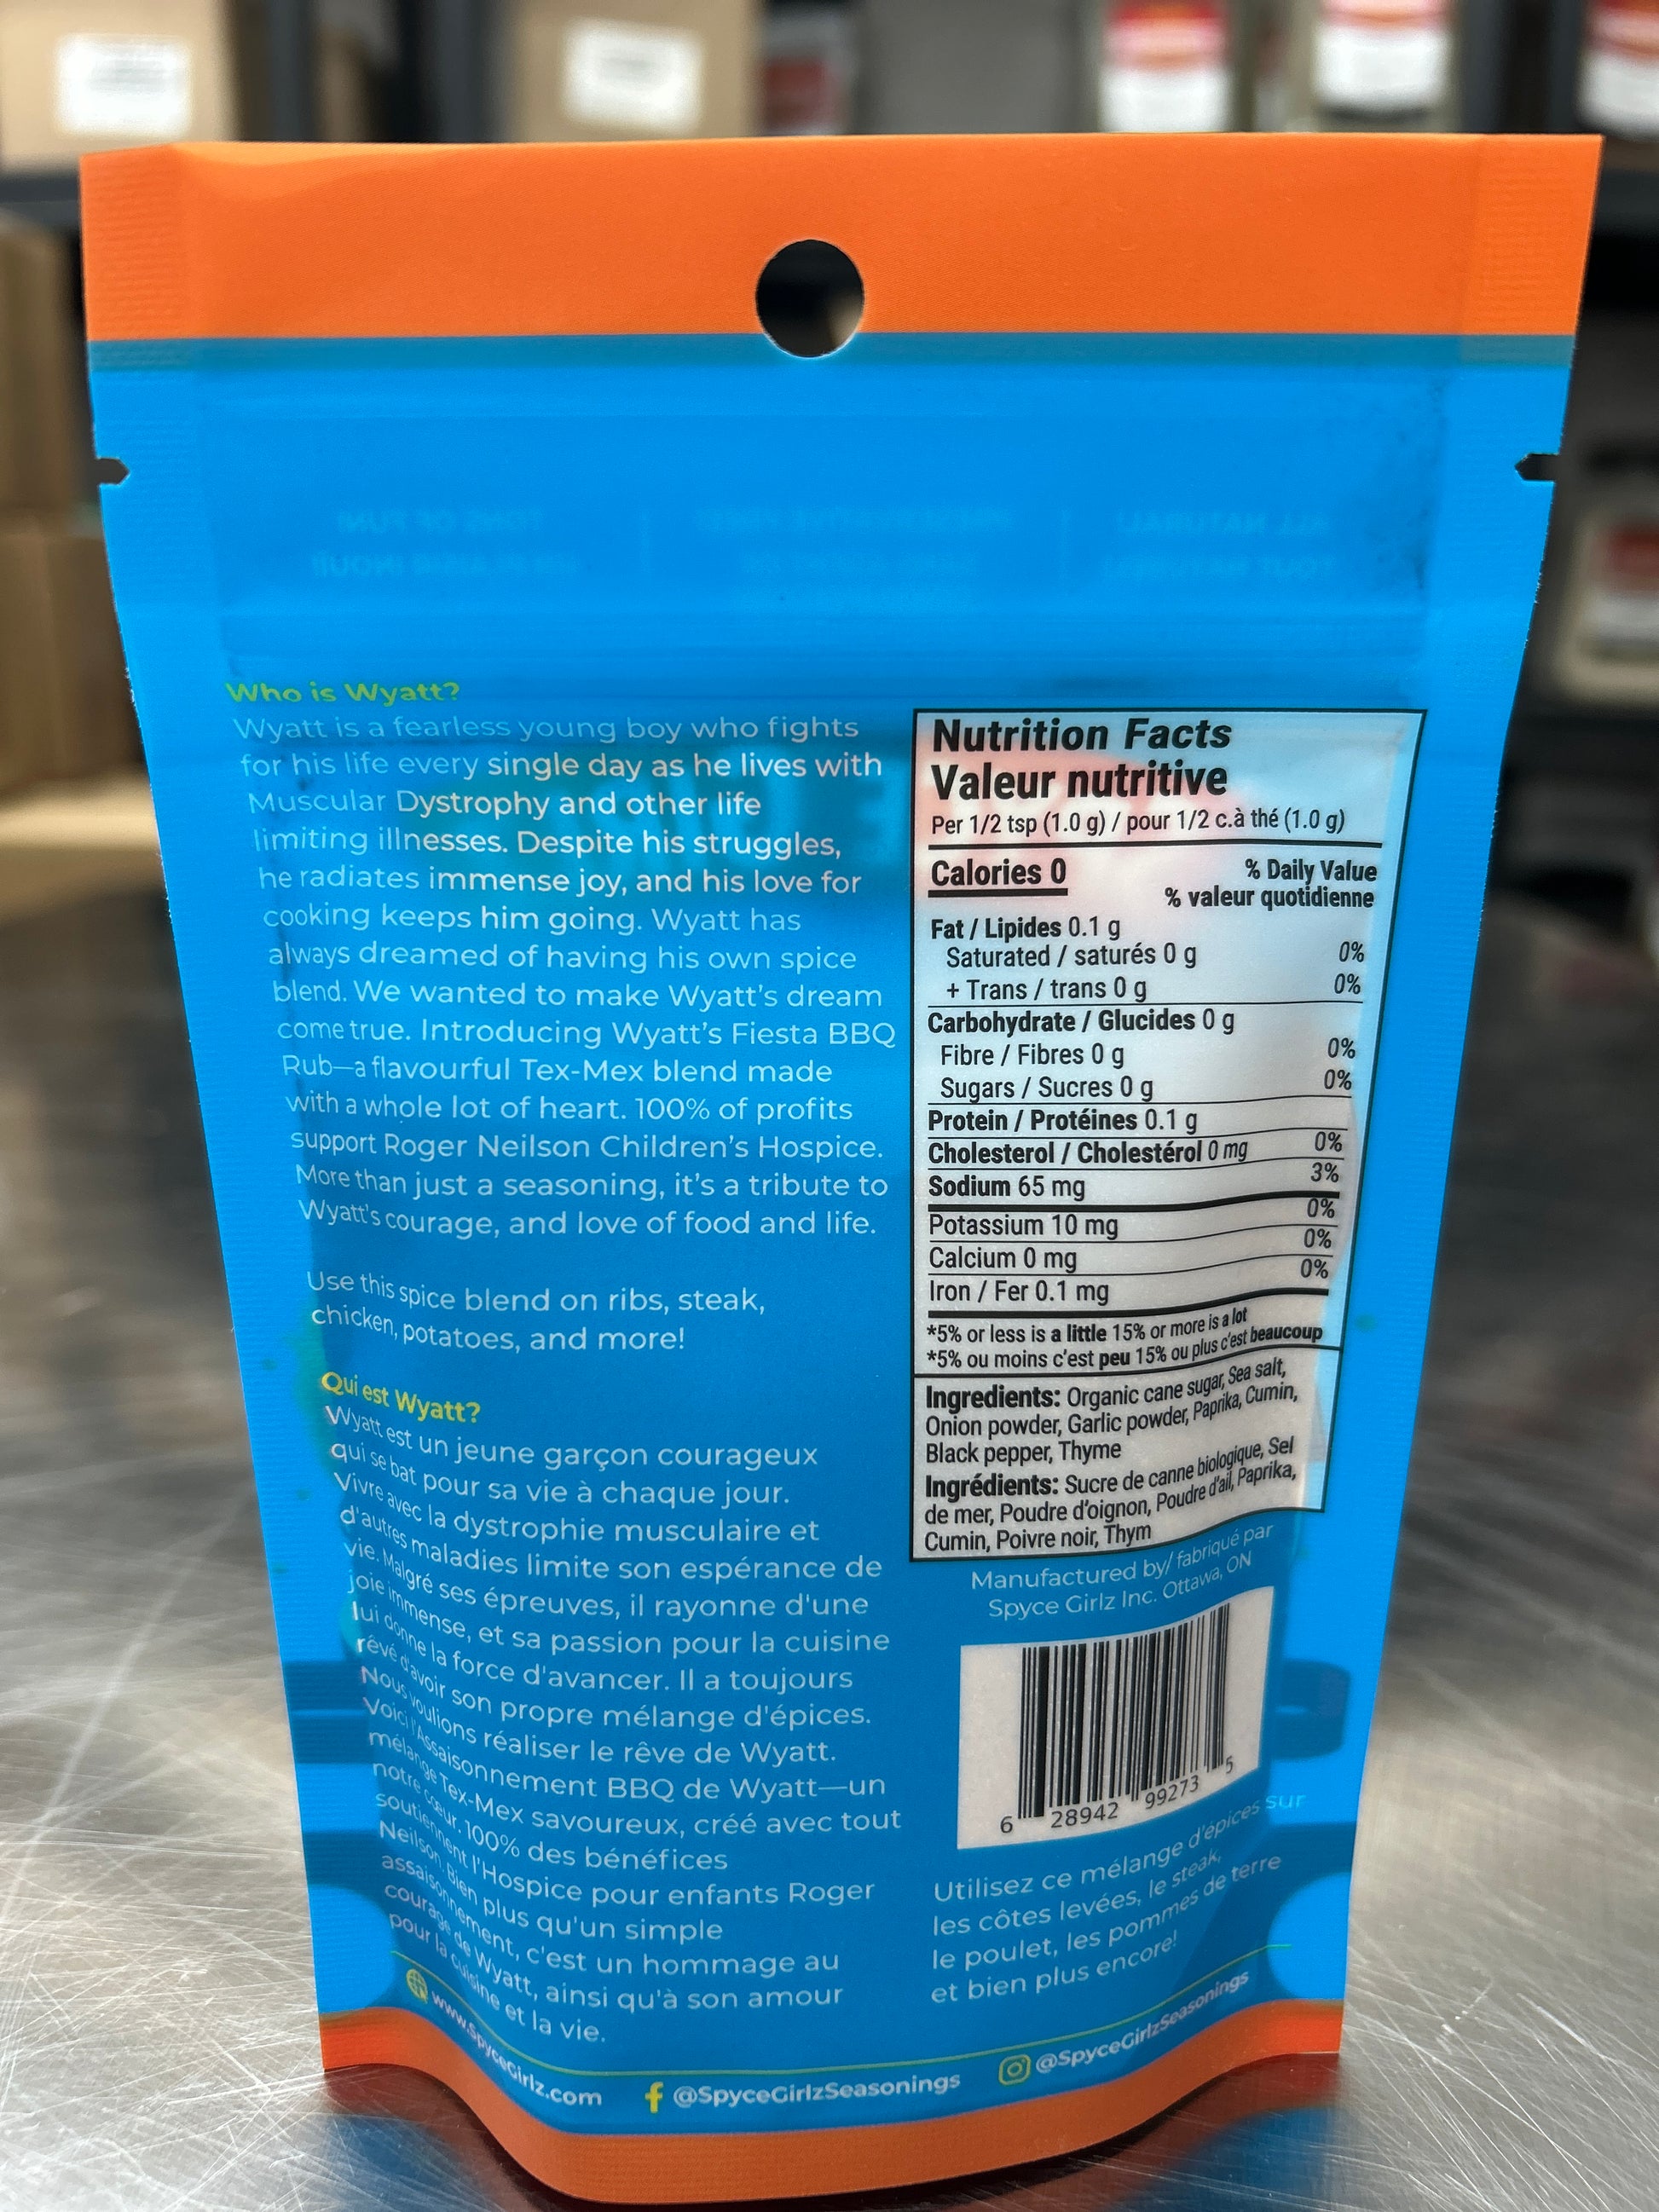 Who is Wyatt?
Wyatt is a fearless young boy who fights
for his life every single day as he lives with
Muscular Dystrophy and other life
limiting illnesses. Despite his struggles,
he radiates immense joy, and his love for
cooking keeps him going. Wyatt has
always dreamed of having his own spice
blend. We wanted to make Wyatt's dream
come true. Introducing Wyatt's Fiesta BBQ
Rub—a flavourful Tex-Mex blend made
with a whole lot of heart. 100% of profits
support Roger Neilson Children's Hospice.
More than just a seasoning, it's a tribute to
Wyatt's courage, and love of food and life.
Use this spice blend on ribs, steak,
chicken, potatoes, and more!
Qui est Wyatt?
Wyatt est un jeune garçon courageux
qui se bat pour sa vie à chaque jour.
Vivre avec la dystrophie musculaire et
d'autres maladies limite son espérance de
vie. Malgré ses épreuves, il rayonne d'une
joie immense, et sa passion pour la cuisine
lui donne la force d'avancer. Il a toujours
rêvé d'avoir son propre mélange d'épices.
Nous voulions réaliser le rêve de Wyatt.
Voici l'Assaisonnement BBQ de Wyatt—un
mélange Tex-Mex savoureux, créé avec tout
notre cœur. 100% des bénéfices
soutiennent l'Hospice pour enfants Roger
Neilson. Bien plus qu'un simple
assaisonnement, c'est un hommage au
courage de Wyatt, ainsi qu'à son amour
pour la cuisine et la vie.
Nutrition Facts
Valeur nutritive
Per 1/2 tsp (1.0 g) / pour 1/2 c.à thé (1.0 g)
Calories 0
% Daily Value
% valeur quotidienne
Fat / Lipides 0.1 g
Saturated / saturés 0 g 0%
+ Trans / trans 0 g 0%
Carbohydrate / Glucides 0 g
Fibre / Fibres 0 g 0%
Sugars / Sucres 0 g 0%
Protein / Protéines 0.1 g
Cholesterol / Cholestérol 0 mg 0%
Sodium 65 mg 3%
Potassium 10 mg 0%
Calcium 0 mg 0%
Iron / Fer 0.1 mg 0%
*5% or less is a little 15% or more is a lot
*5% ou moins c'est peu 15% ou plus c'est beaucoup
Ingredients: Organic cane sugar, Sea salt,
Onion powder, Garlic powder, Paprika, Cumin,
Black pepper, Thyme
Ingrédients: Sucre de canne biologique, Sel
de mer, Poudre d'oignon, Poudre d'ail, Paprika,
Cumin, Poivre noir, Thym
Manufactured by/ fabriqué par
Spyce Girlz Inc. Ottawa, ON
6 28942 99273 5
Utilisez ce mélange d'épices sur
les côtes levées, le steak,
le poulet, les pommes de terre
et bien plus encore!
www.SpyceGirlz.com
@SpyceGirlzSeasonings
@SpyceGirlzSeasonings